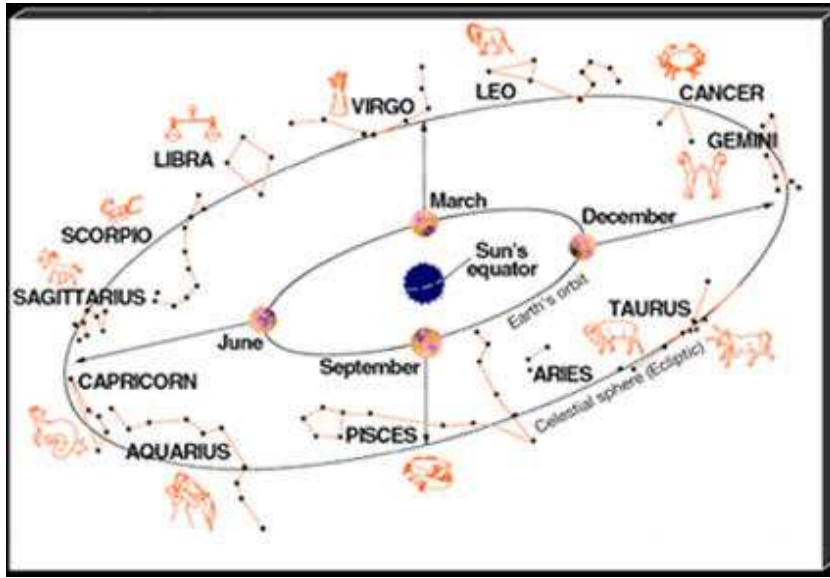 LEO
CANCER
VIRGO
GEMINI
LIBRA
March
December
SCORPIO
Sun's
equator
SAGITTARIUS
Earth's orbit
TAURUS
June
September
CAPRICORN
ARIES
Celestial sphere (Ecliptic)
PISCES
AQUARIUS